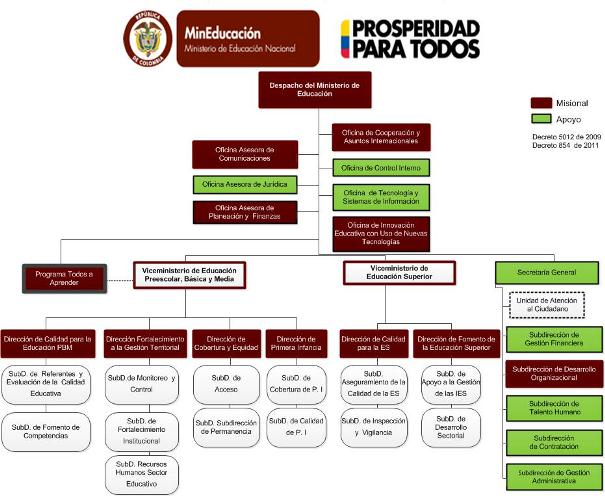 REPÚBLICA
DE COLOMBIA
MinEducación
Ministerio de Educación Nacional
PROSPERIDAD
PARA TODOS
Despacho del Ministerio de
Educación
Misional
Apoyo
Decreto 5012 de 2009
Decreto 854 de 2011
Oficina de Cooperación y
Asuntos Internacionales
Oficina Asesora de
Comunicaciones
Oficina de Control Interno
Oficina Asesora de Jurídica
Oficina de Tecnología y
Sistemas de Información
Oficina Asesora de
Planeación y Finanzas
Oficina de Innovación
Educativa con Uso de Nuevas
Tecnologías
Programa Todos a
Aprender
Viceministerio de Educación
Preescolar, Básica y Media
Viceministerio de
Educación Superior
Secretaría General
Unidad de Atención
al Ciudadano
Dirección de Calidad para la
Educación PBM
Dirección Fortalecimiento
a la Gestión Territorial
Dirección de
Cobertura y Equidad
Dirección de
Primera Infancia
Dirección de Calidad
para la ES
Dirección de Fomento de
la Educación Superior
Subdirección de
Gestión Financiera
SubD. de Referentes y
Evaluación de la Calidad
Educativa
SubD. de Monitoreo y
Control
SubD. de
Acceso
SubD. de
Cobertura de P. I
SubD.
Aseguramiento de la
Calidad de la ES
SubD. de
Apoyo a la Gestión
de las IES
Subdirección de Desarrollo
Organizacional
SubD. de Fomento de
Competencias
SubD. de
Fortalecimiento
Institucional
SubD. Subdirección
de Permanencia
SubD. de
Calidad de P. I
SubD. de Inspección
y Vigilancia
SubD. de
Desarrollo
Sectorial
Subdirección de
Talento Humano
Subdirección
de Contratación
SubD. Recursos
Humanos Sector
Educativo
Subdirección de Gestión
Administrativa